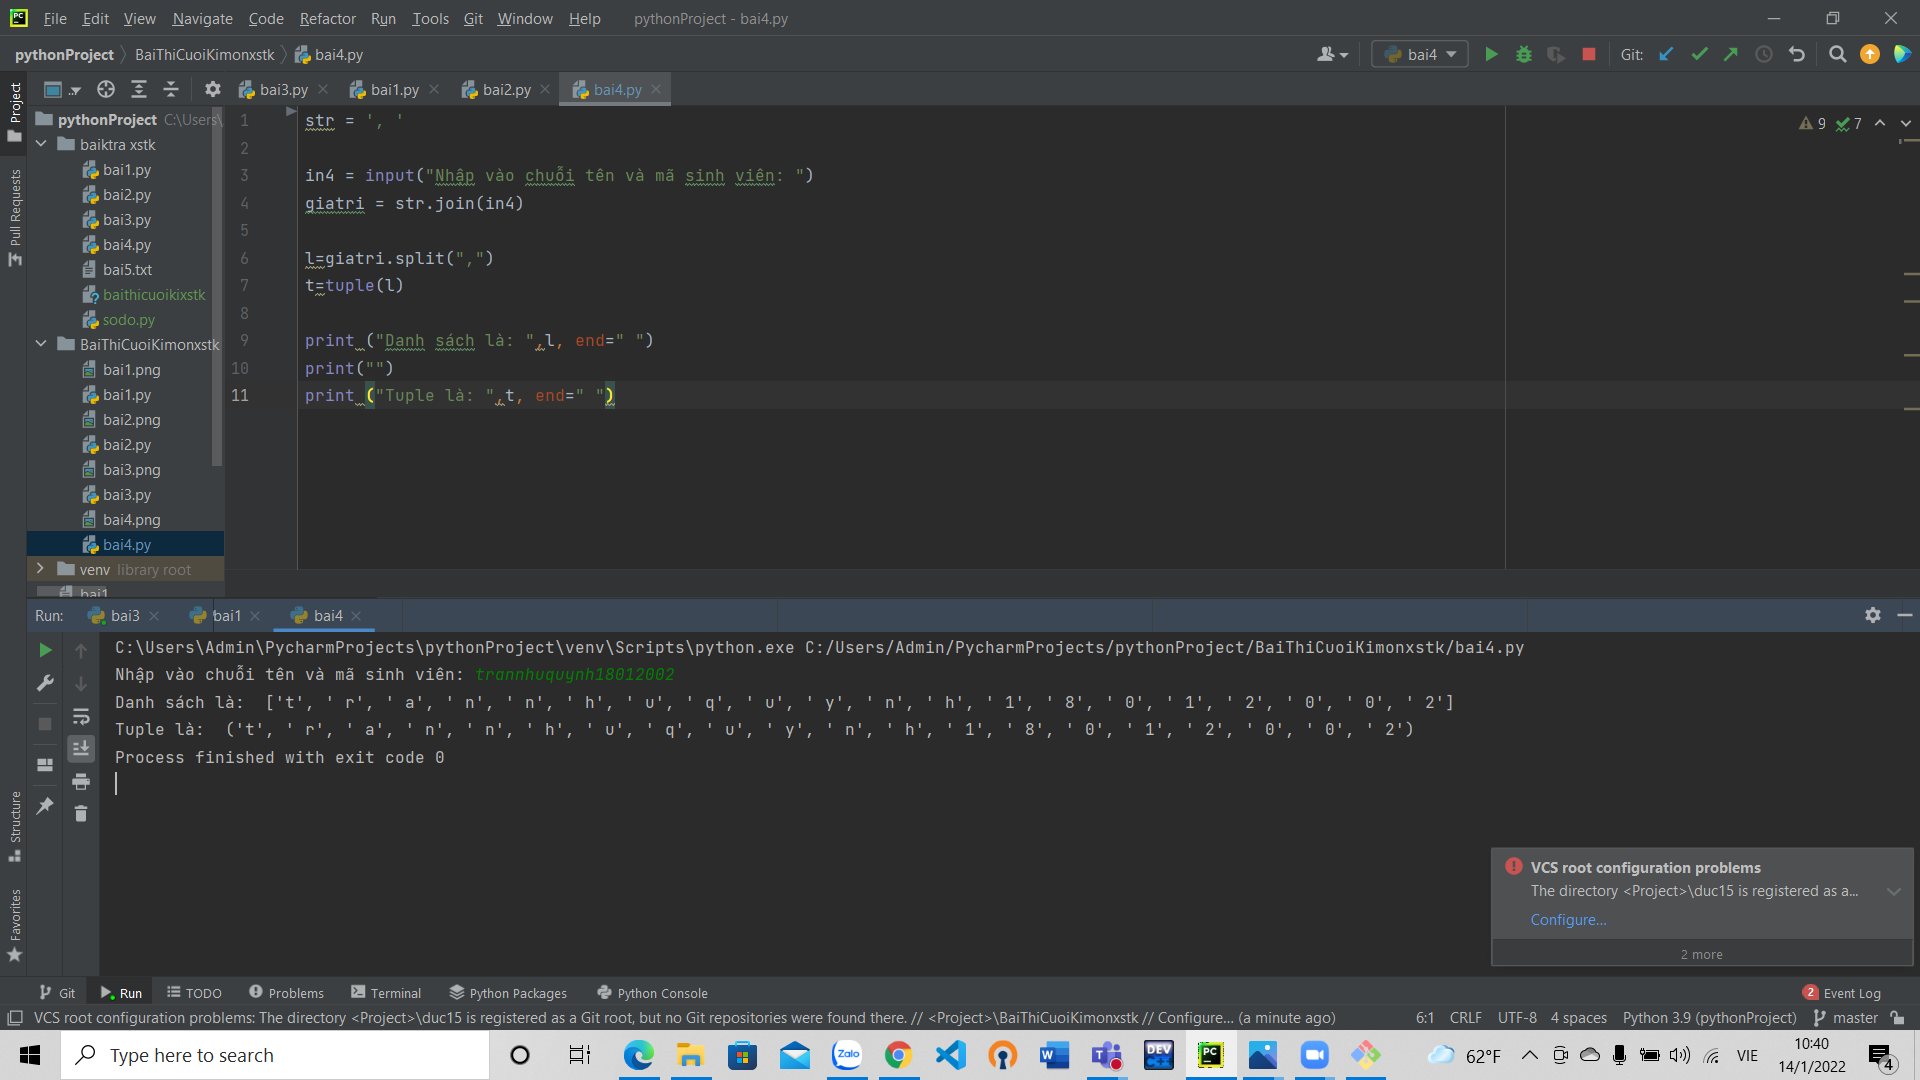 File Edit View Navigate Code Refactor Run Tools Git Window Help pythonProject - bai4.py
pythonProject BaiThiCuoiKimonxstk bai4.py bai4 Git:
bai3.py bai1.py bai2.py bai4.py
Project
Pull Requests
Structure
Favorites
pythonProject C:\Users\
baiktra xstk
bai1.py
bai2.py
bai3.py
bai4.py
bai5.txt
baithicuoikixstk
sodo.py
BaiThiCuoiKimonxstk
bai1.png
bai1.py
bai2.png
bai2.py
bai3.png
bai3.py
bai4.png
bai4.py
venv library root
bai1
9 7
1 str = ', '
2
3 in4 = input("Nhập vào chuỗi tên và mã sinh viên: ")
4 giatri = str.join(in4)
5
6 l=giatri.split(",")
7 t=tuple(l)
8
9 print ("Danh sách là: ",l, end=" ")
10 print("")
11 print ("Tuple là: ",t, end=" ")
Run: bai3 bai1 bai4
C:\Users\Admin\PycharmProjects\pythonProject\venv\Scripts\python.exe C:/Users/Admin/PycharmProjects/pythonProject/BaiThiCuoiKimonxstk/bai4.py
Nhập vào chuỗi tên và mã sinh viên: trannhuquynh18012002
Danh sách là:  ['t', ' r', ' a', ' n', ' n', ' h', ' u', ' q', ' u', ' y', ' n', ' h', ' 1', ' 8', ' 0', ' 1', ' 2', ' 0', ' 0', ' 2']
Tuple là:  ('t', ' r', ' a', ' n', ' n', ' h', ' u', ' q', ' u', ' y', ' n', ' h', ' 1', ' 8', ' 0', ' 1', ' 2', ' 0', ' 0', ' 2')
Process finished with exit code 0
VCS root configuration problems
The directory <Project>\duc15 is registered as a...
Configure...
2 more
Git Run TODO Problems Terminal Python Packages Python Console 2 Event Log
VCS root configuration problems: The directory <Project>\duc15 is registered as a Git root, but no Git repositories were found there. // <Project>\BaiThiCuoiKimonxstk // Configure... (a minute ago) 6:1 CRLF UTF-8 4 spaces Python 3.9 (pythonProject) master
Type here to search Zalo DEV C++ PC 62°F VIE 10:40
14/1/2022 4